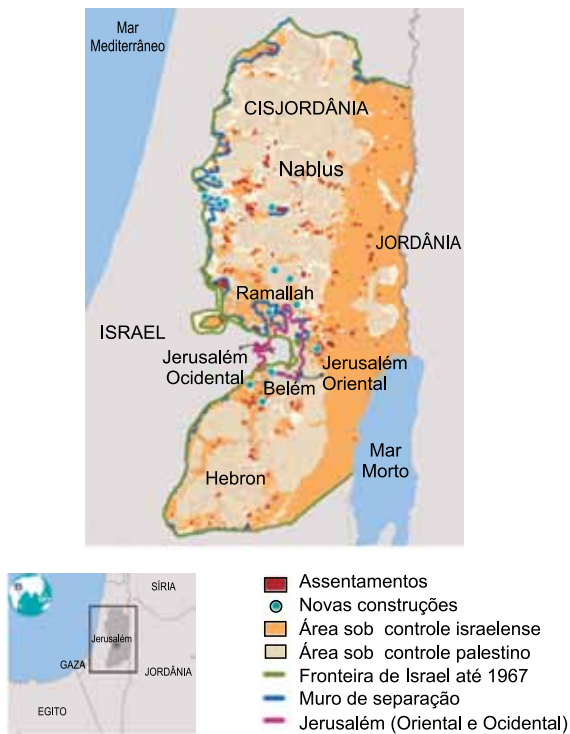 Mar
Mediterrâneo
CISJORDÂNIA
Nablus
JORDÂNIA
Ramallah
ISRAEL
Jerusalém
Ocidental
Jerusalém
Oriental
Belém
Mar
Morto
Hebron
SÍRIA
Jerusalém
GAZA
JORDÂNIA
EGITO
Assentamentos
Novas construções
Área sob controle israelense
Área sob controle palestino
Fronteira de Israel até 1967
Muro de separação
Jerusalém (Oriental e Ocidental)